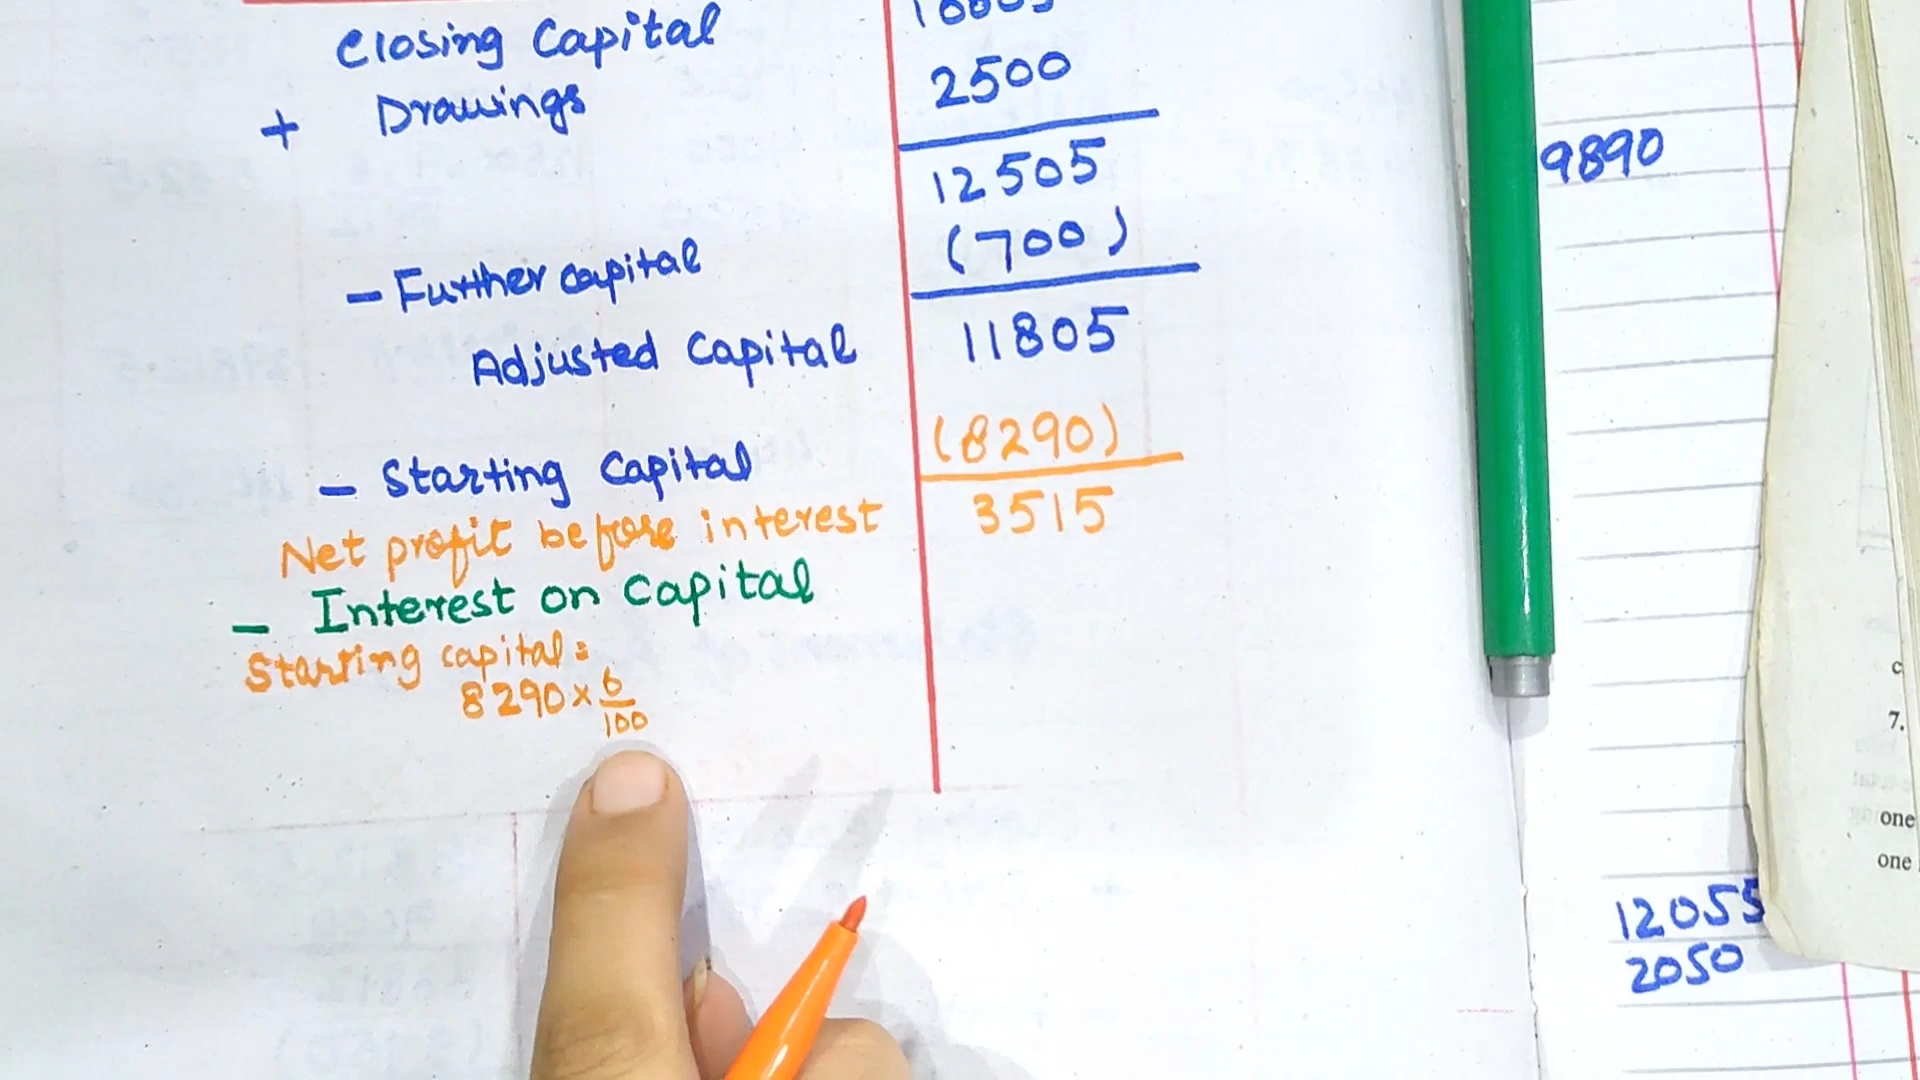 Closing Capital
+ Drawings 2500
12505
- Further capital (700)
Adjusted Capital 11805
- Starting Capital (8290)
Net profit before interest 3515
- Interest on Capital
Starting capital =
8290 × 6/100
9890
12055
2050
7.
one
one